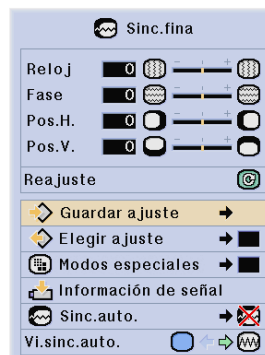 Sinc.fina
Reloj 0
Fase 0
Pos.H. 0
Pos.V. 0
Reajuste
Guardar ajuste
Elegir ajuste
Modos especiales
Información de señal
Sinc.auto.
Vi.sinc.auto.